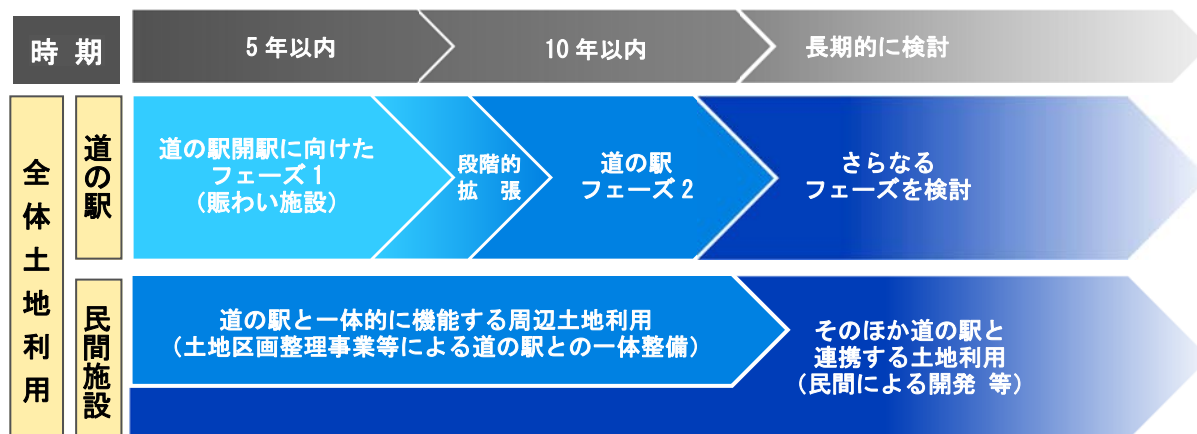 時 期
5 年以内
10 年以内
長期的に検討
全体土地利用
道の駅
道の駅開駅に向けた
フェーズ 1
（賑わい施設）
段階的
拡 張
道の駅
フェーズ 2
さらなる
フェーズを検討
民間施設
道の駅と一体的に機能する周辺土地利用
（土地区画整理事業等による道の駅との一体整備）
そのほか道の駅と
連携する土地利用
（民間による開発 等）